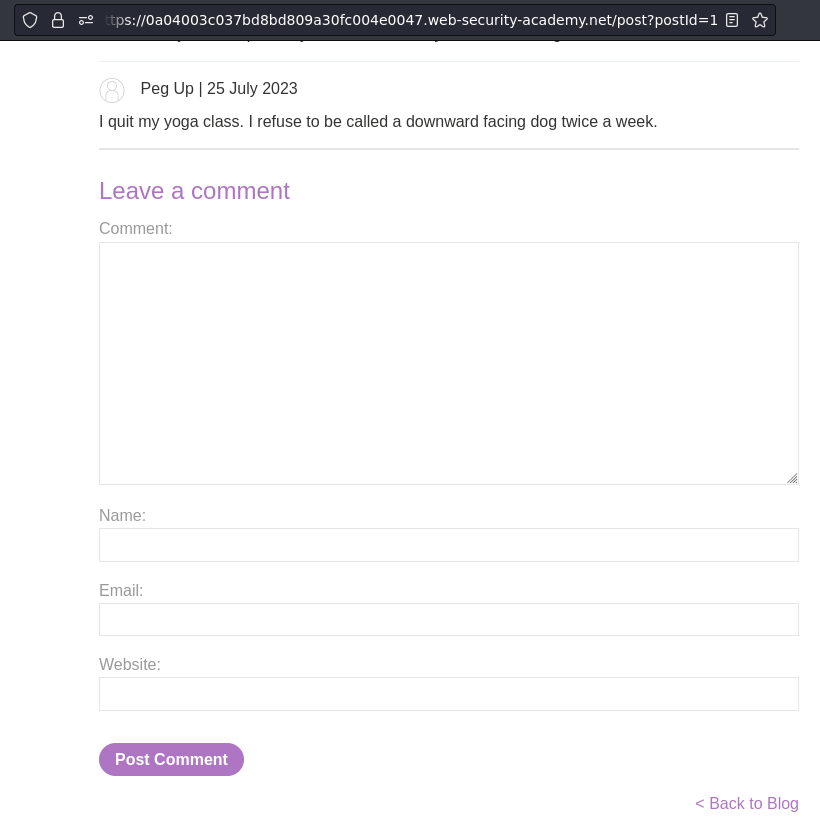 tps://0a04003c037bd8bd809a30fc004e0047.web-security-academy.net/post?postId=1
Peg Up | 25 July 2023
I quit my yoga class. I refuse to be called a downward facing dog twice a week.
Leave a comment
Comment:
Name:
Email:
Website:
Post Comment
< Back to Blog